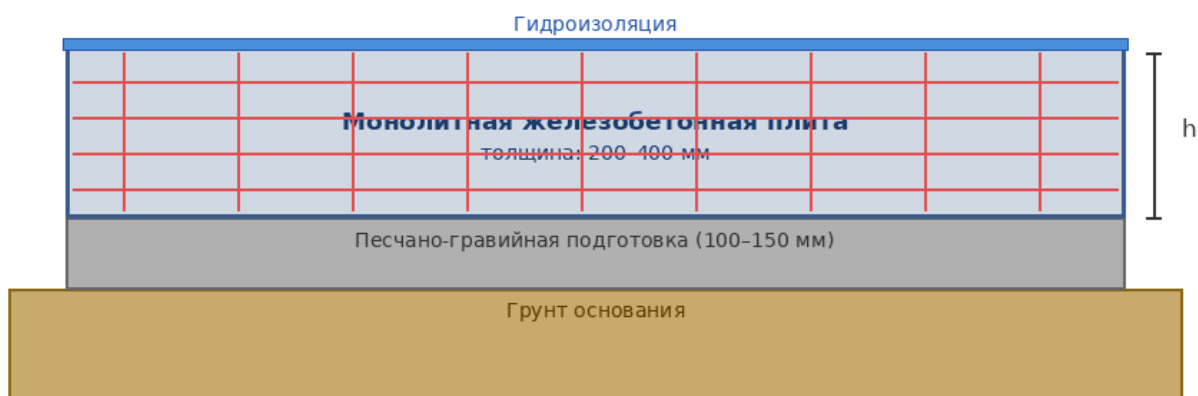 Гидроизоляция
Монолитная железобетонная плита
толщина: 200–400 мм
h
Песчано-гравийная подготовка (100–150 мм)
Грунт основания